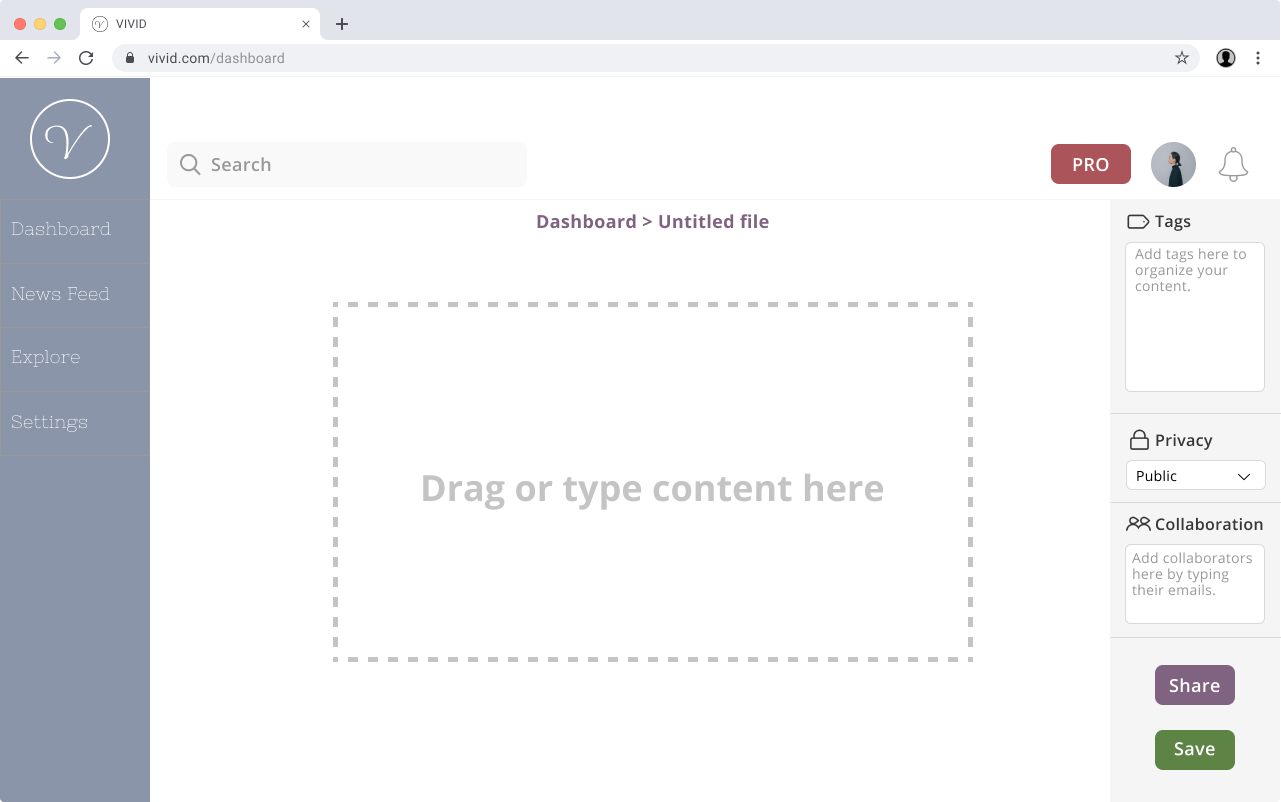 VIVID
vivid.com/dashboard
V
Search
PRO
Dashboard
News Feed
Explore
Settings
Dashboard > Untitled file
Drag or type content here
Tags
Add tags here to
organize your
content.
Privacy
Public
Collaboration
Add collaborators
here by typing
their emails.
Share
Save